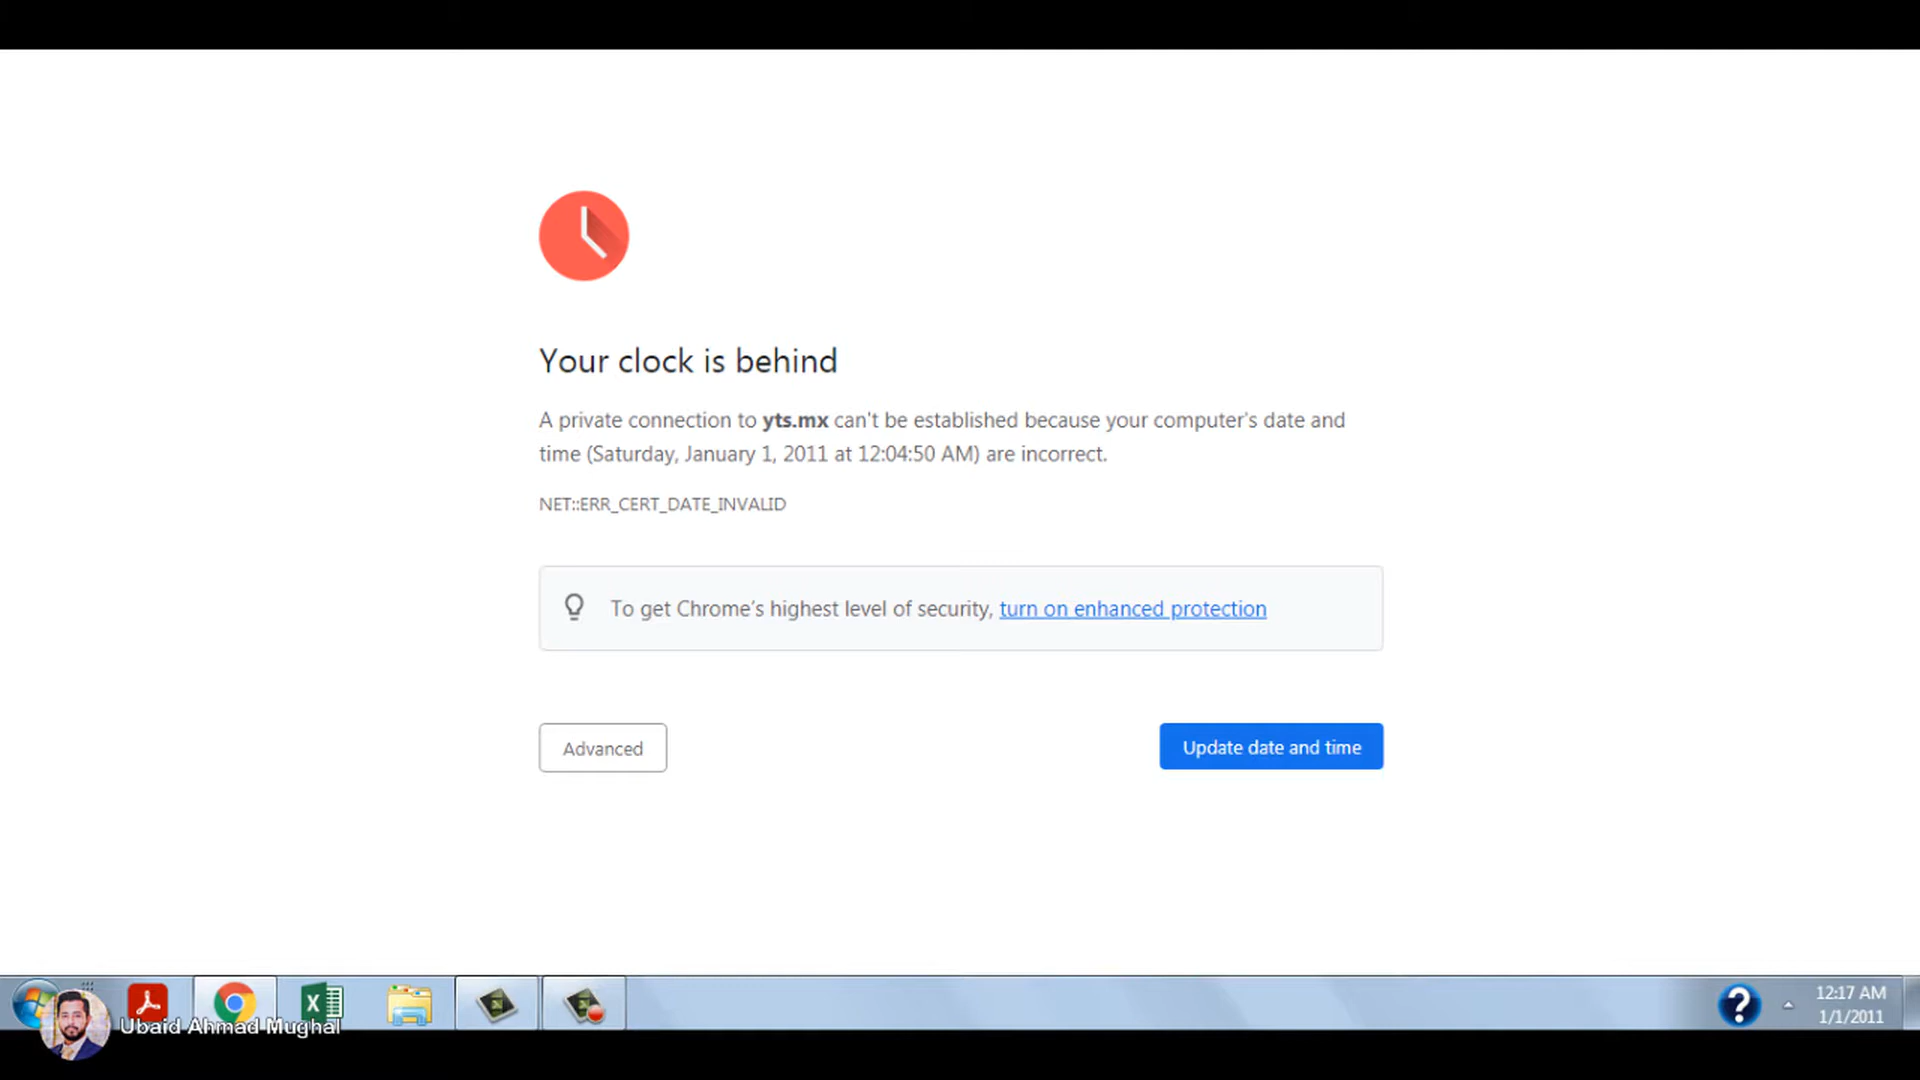 Your clock is behind
A private connection to yts.mx can't be established because your computer's date and
time (Saturday, January 1, 2011 at 12:04:50 AM) are incorrect.
NET::ERR_CERT_DATE_INVALID
To get Chrome's highest level of security, turn on enhanced protection
Advanced
Update date and time
12:17 AM
1/1/2011
Ubaid Ahmad Mughal